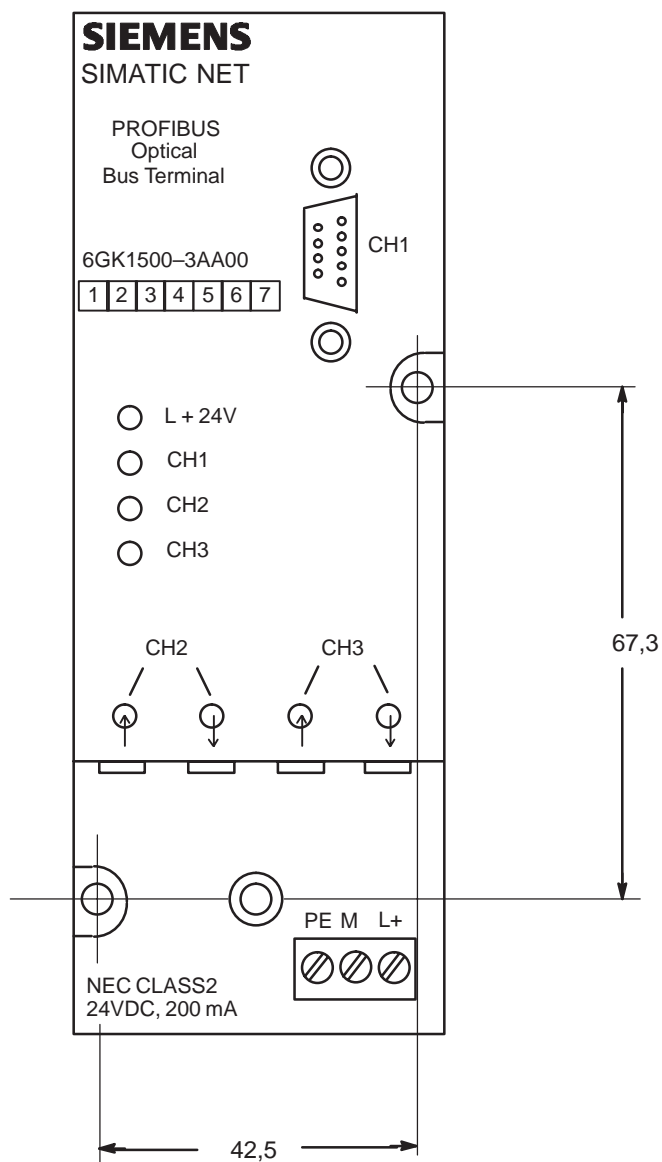 SIEMENS
SIMATIC NET
PROFIBUS
Optical
Bus Terminal
CH1
6GK1500–3AA00
1 2 3 4 5 6 7
L + 24V
CH1
CH2
CH3
CH2 CH3
67,3
PE M L+
NEC CLASS2
24VDC, 200 mA
42,5